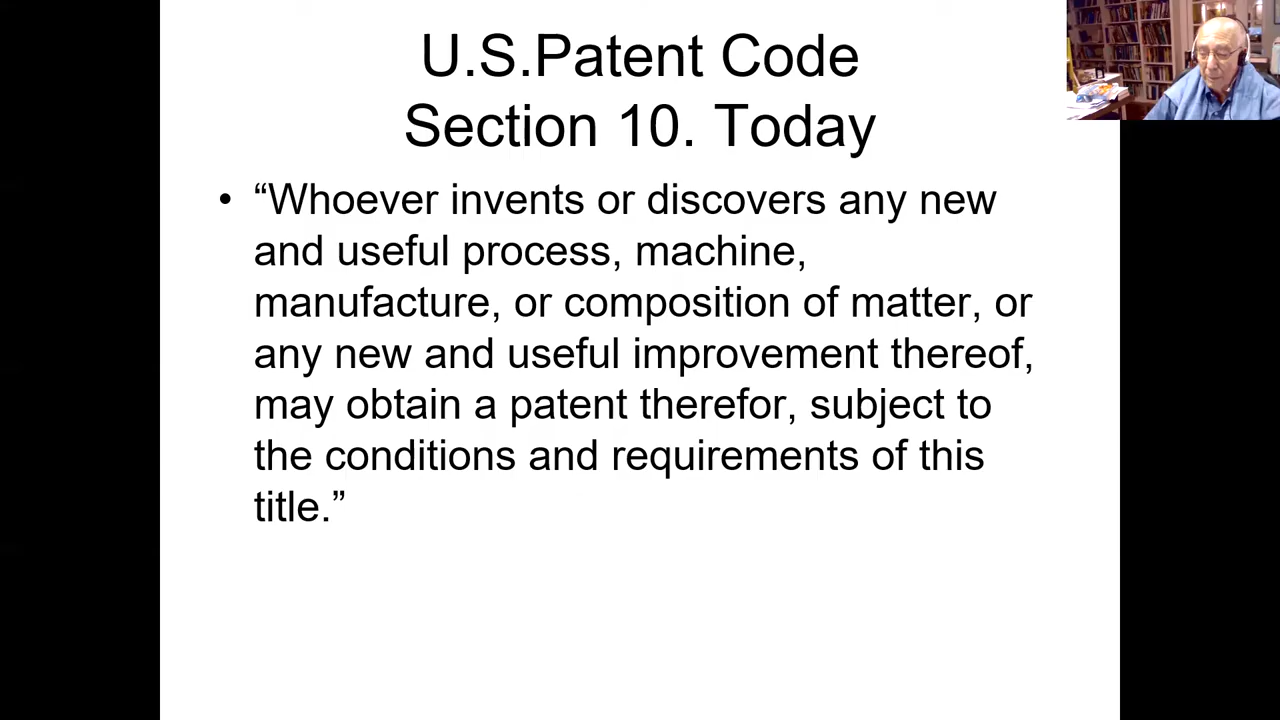 U.S.Patent Code
Section 10. Today
• “Whoever invents or discovers any new
and useful process, machine,
manufacture, or composition of matter, or
any new and useful improvement thereof,
may obtain a patent therefor, subject to
the conditions and requirements of this
title.”